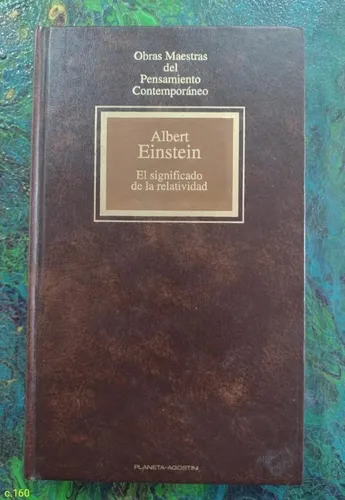 Obras Maestras
del
Pensamiento
Contemporáneo
Albert
Einstein
El significado
de la relatividad
PLANETA-AGOSTINI
c.160